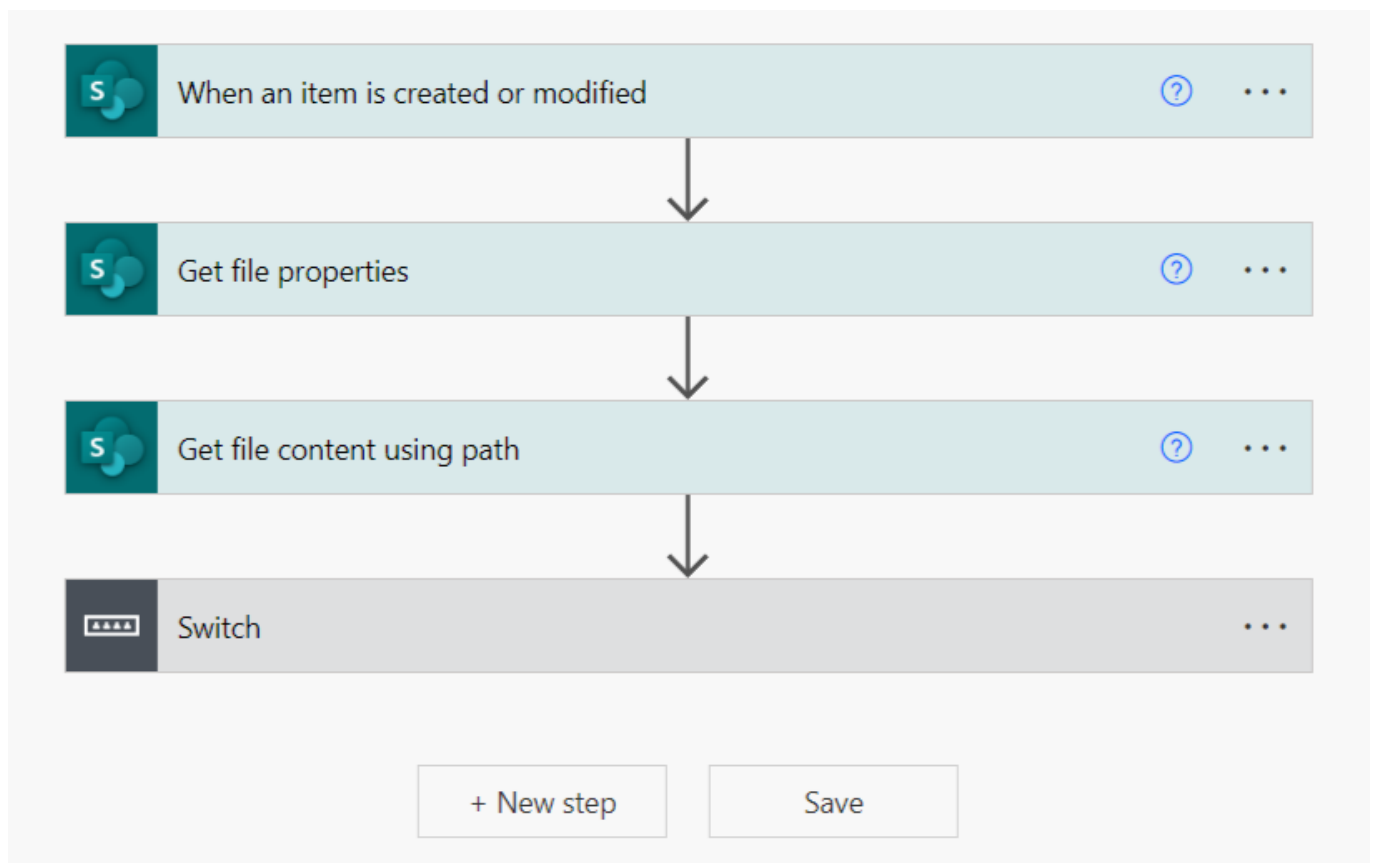 S When an item is created or modified ? ...
S Get file properties ? ...
S Get file content using path ? ...
Switch ...
+ New step Save